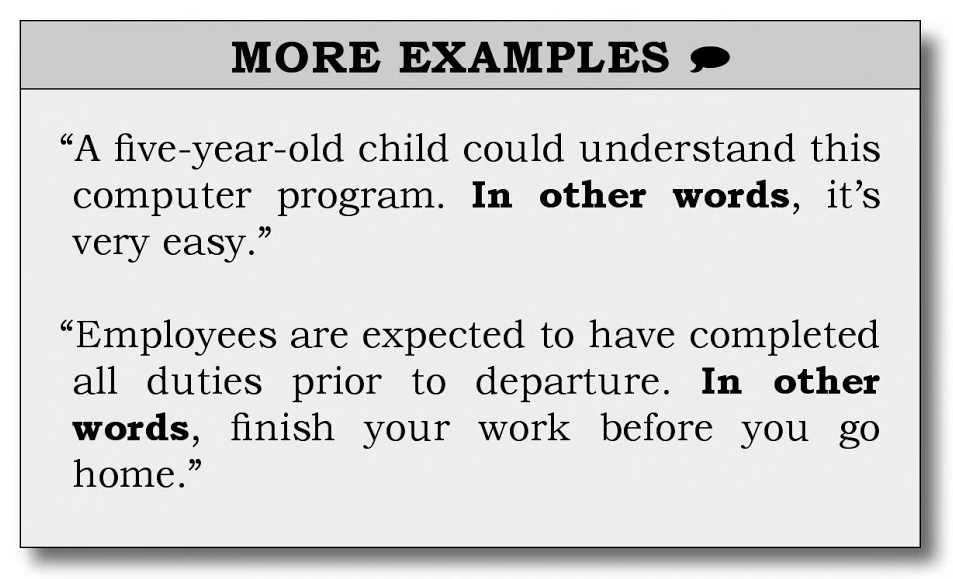 MORE EXAMPLES
“A five-year-old child could understand this
computer program. In other words, it’s
very easy.”
“Employees are expected to have completed
all duties prior to departure. In other
words, finish your work before you go
home.”